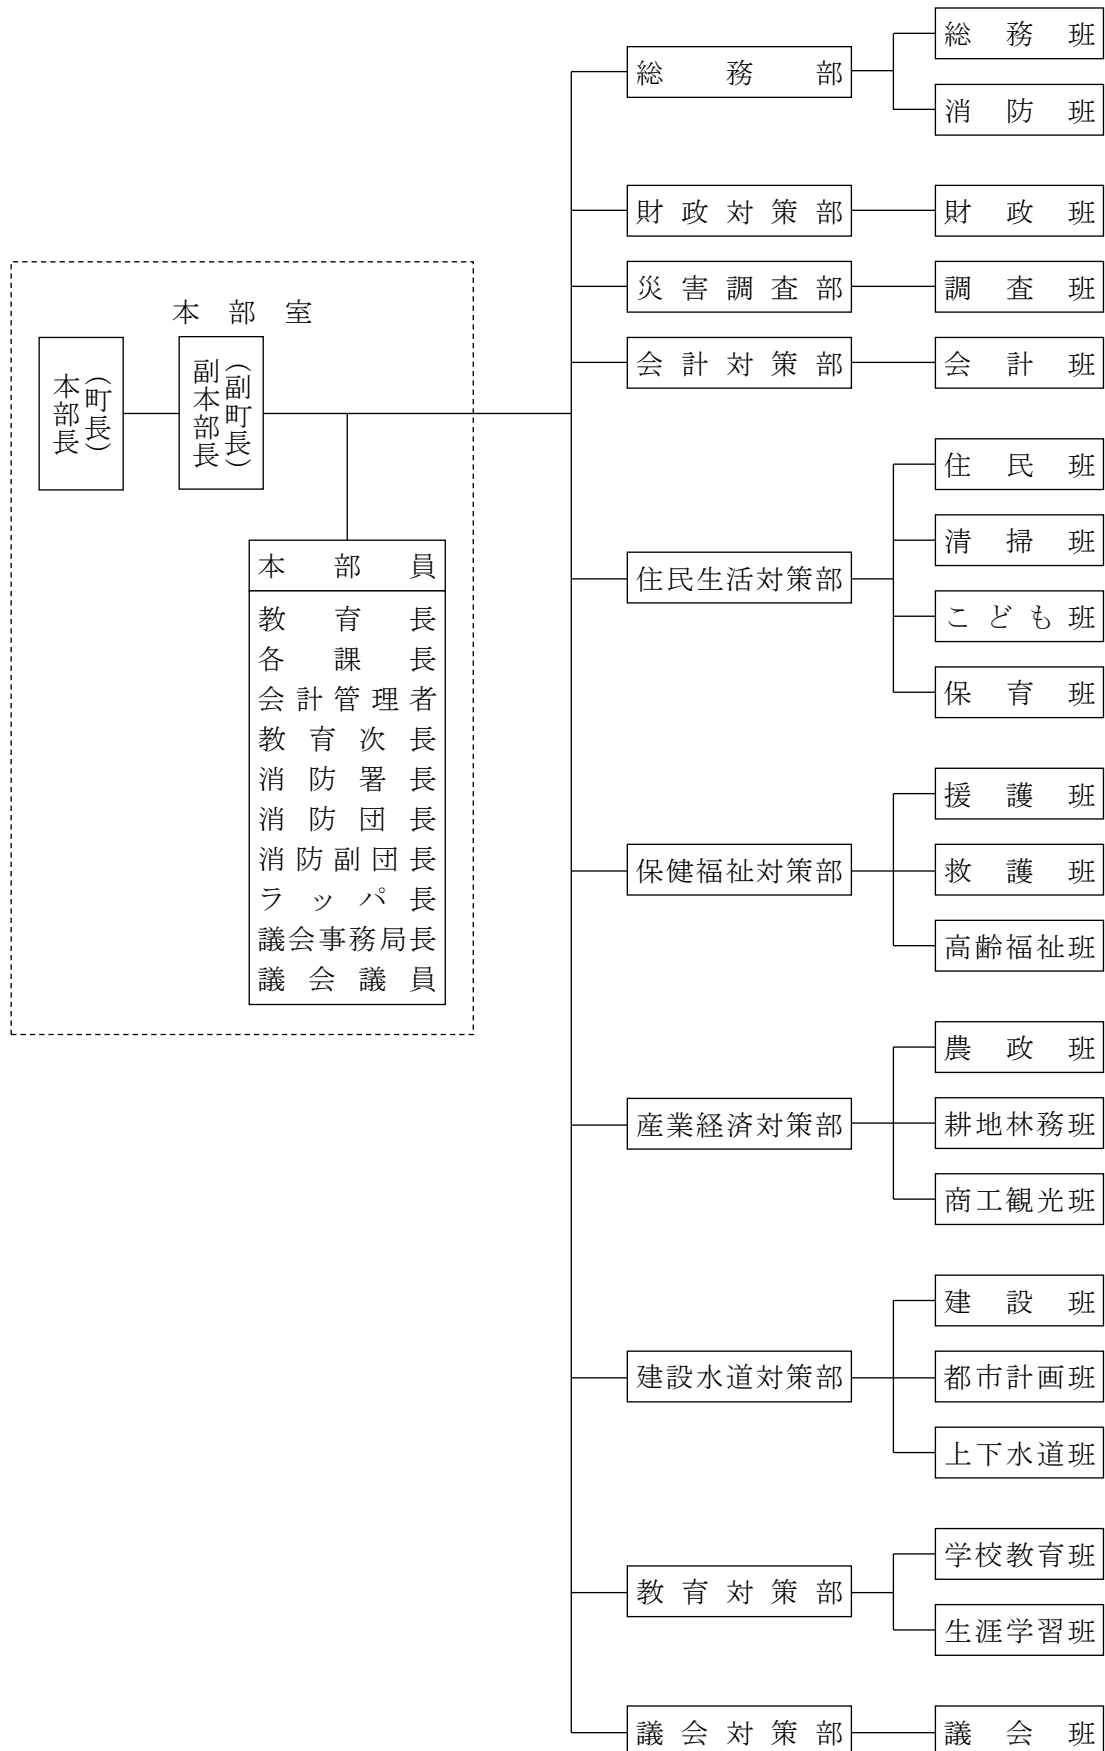 本部室
本部長
(町長)
副本部長
(副町長)
本部員
教育長
各課長
会計管理者
教育次長
消防署長
消防団長
消防副団長
ラッパ長
議会事務局長
議会議員
総務部
総務班
消防班
財政対策部
財政班
災害調査部
調査班
会計対策部
会計班
住民生活対策部
住民班
清掃班
こども班
保育班
保健福祉対策部
援護班
救護班
高齢福祉班
産業経済対策部
農政班
耕地林務班
商工観光班
建設水道対策部
建設班
都市計画班
上下水道班
教育対策部
学校教育班
生涯学習班
議会対策部
議会班